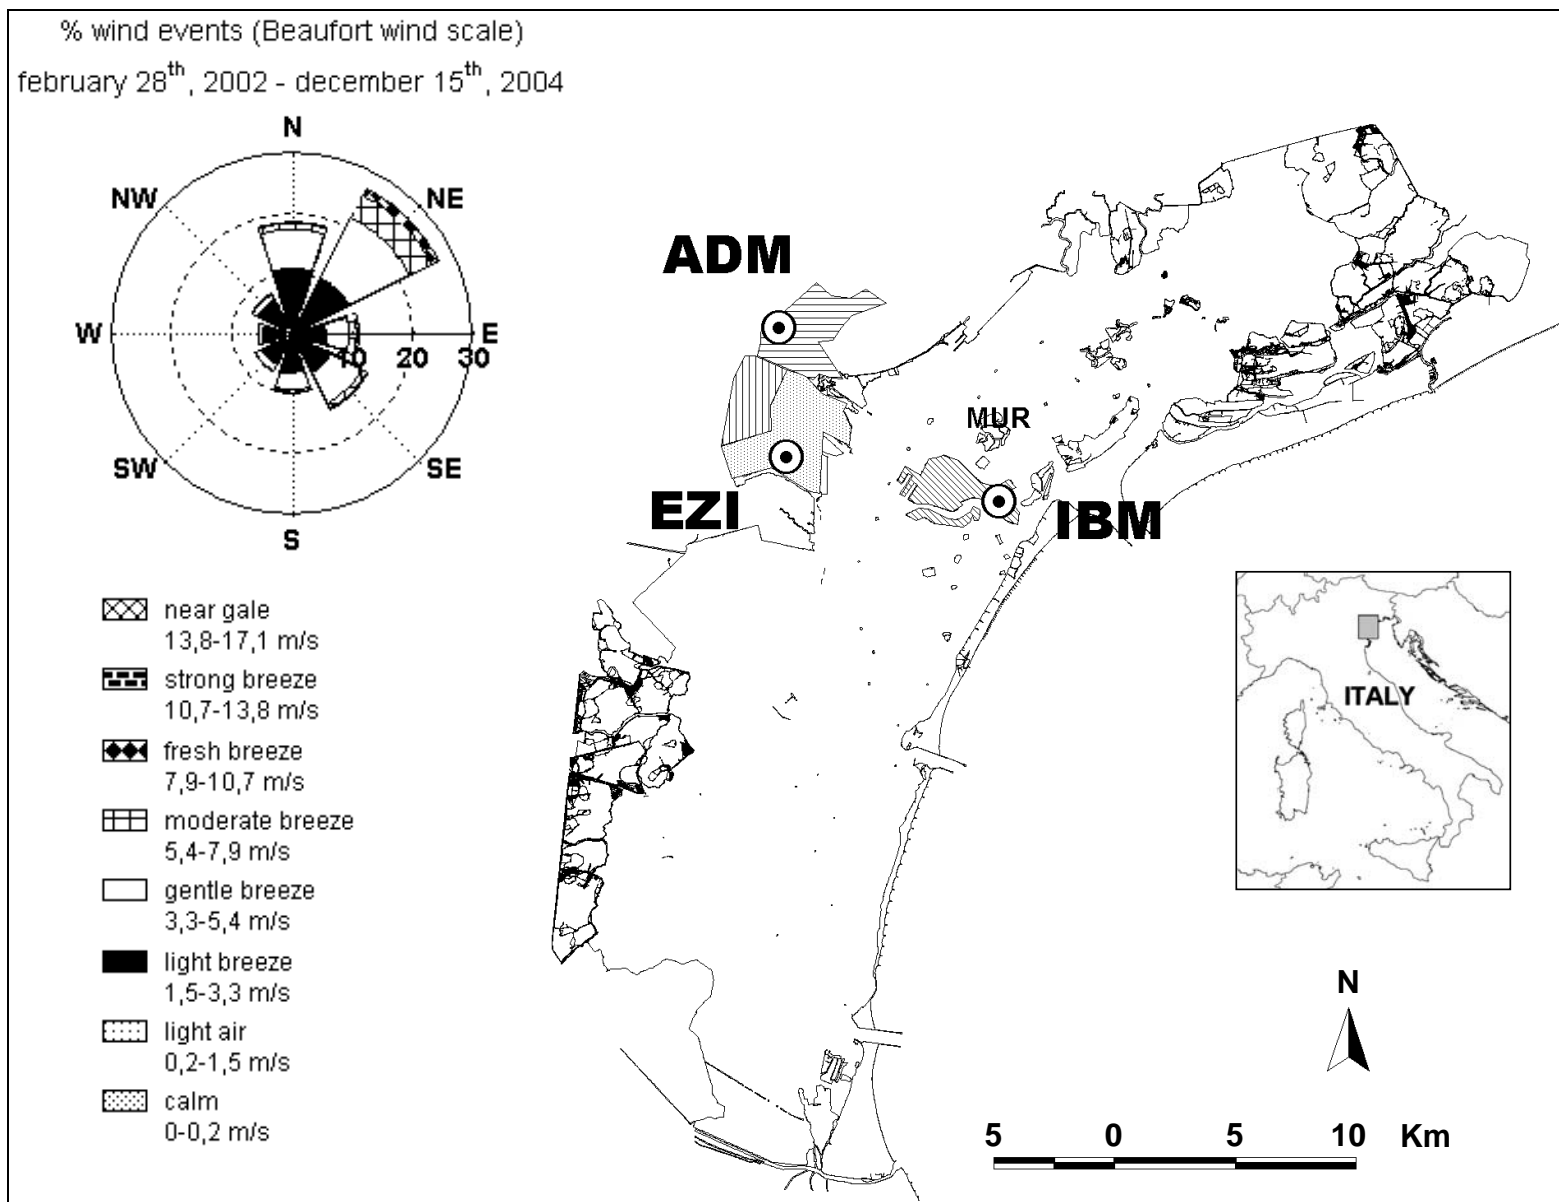 % wind events (Beaufort wind scale)
february 28th, 2002 - december 15th, 2004
N
NW
NE
W
E
10
20
30
SW
SE
S
ADM
MUR
EZI
IBM
near gale
13,8-17,1 m/s
strong breeze
10,7-13,8 m/s
fresh breeze
7,9-10,7 m/s
moderate breeze
5,4-7,9 m/s
gentle breeze
3,3-5,4 m/s
light breeze
1,5-3,3 m/s
light air
0,2-1,5 m/s
calm
0-0,2 m/s
ITALY
N
5 0 5 10 Km